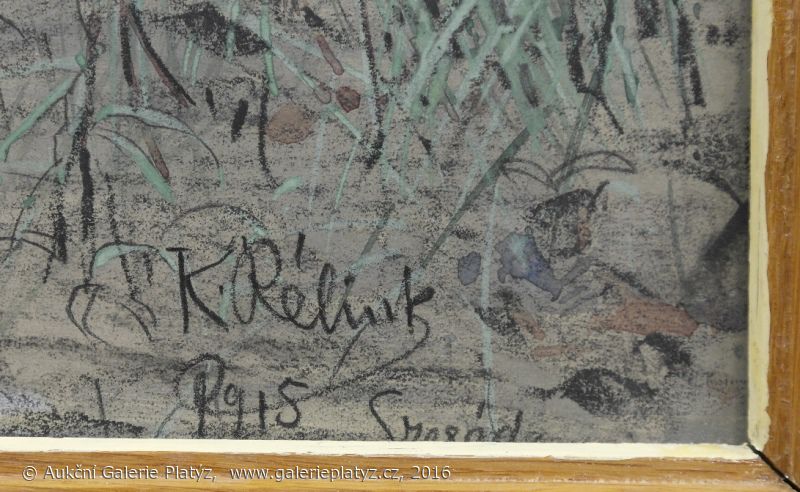 K. Rélink
1915
© Aukční Galerie Platýz, www.galerieplatyz.cz, 2016